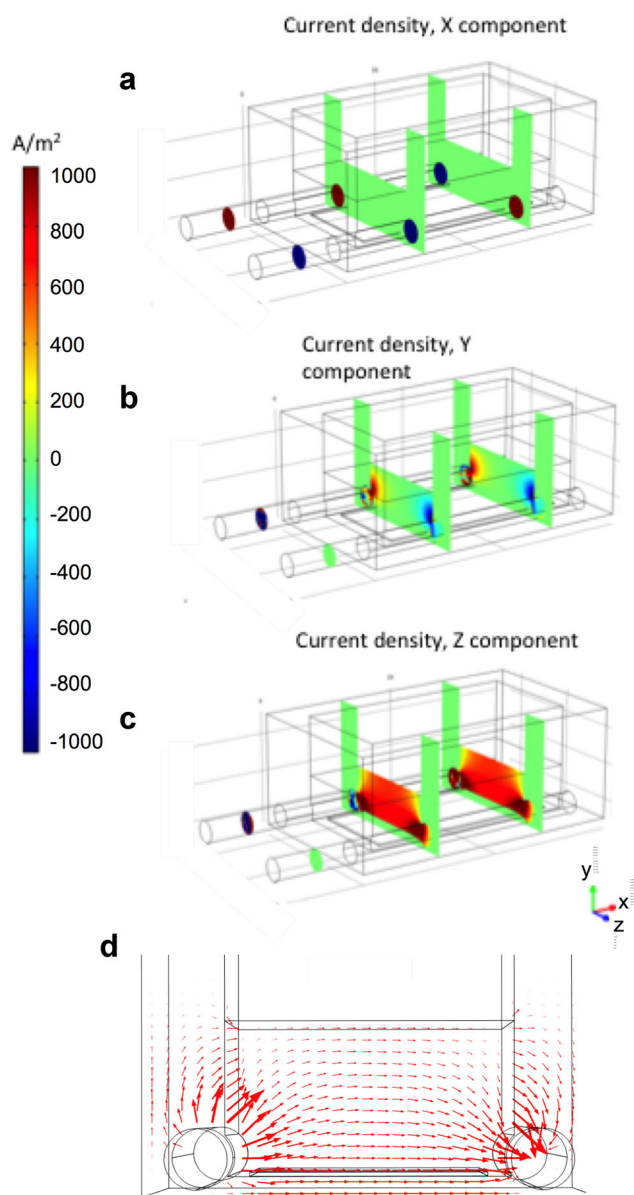 Current density, X component
a
A/m²
1000
800
600
400
200
0
-200
-400
-600
-800
-1000
Current density, Y
component
b
Current density, Z component
c
y
x
z
d